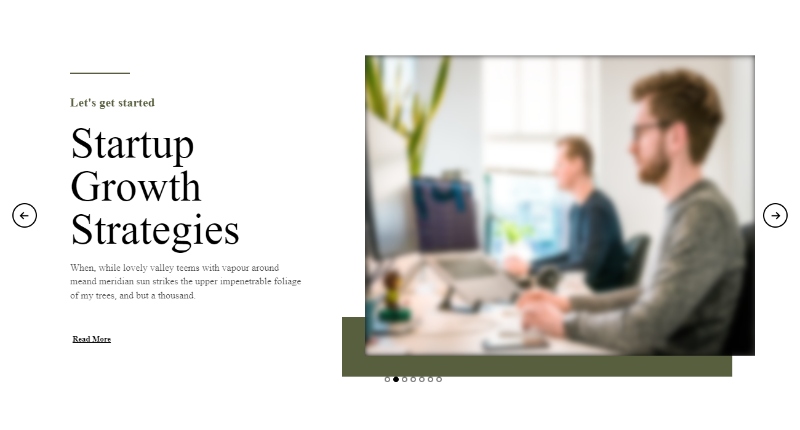 Let's get started
Startup
Growth
Strategies
When, while lovely valley teems with vapour around
meand meridian sun strikes the upper impenetrable foliage
of my trees, and but a thousand.
Read More